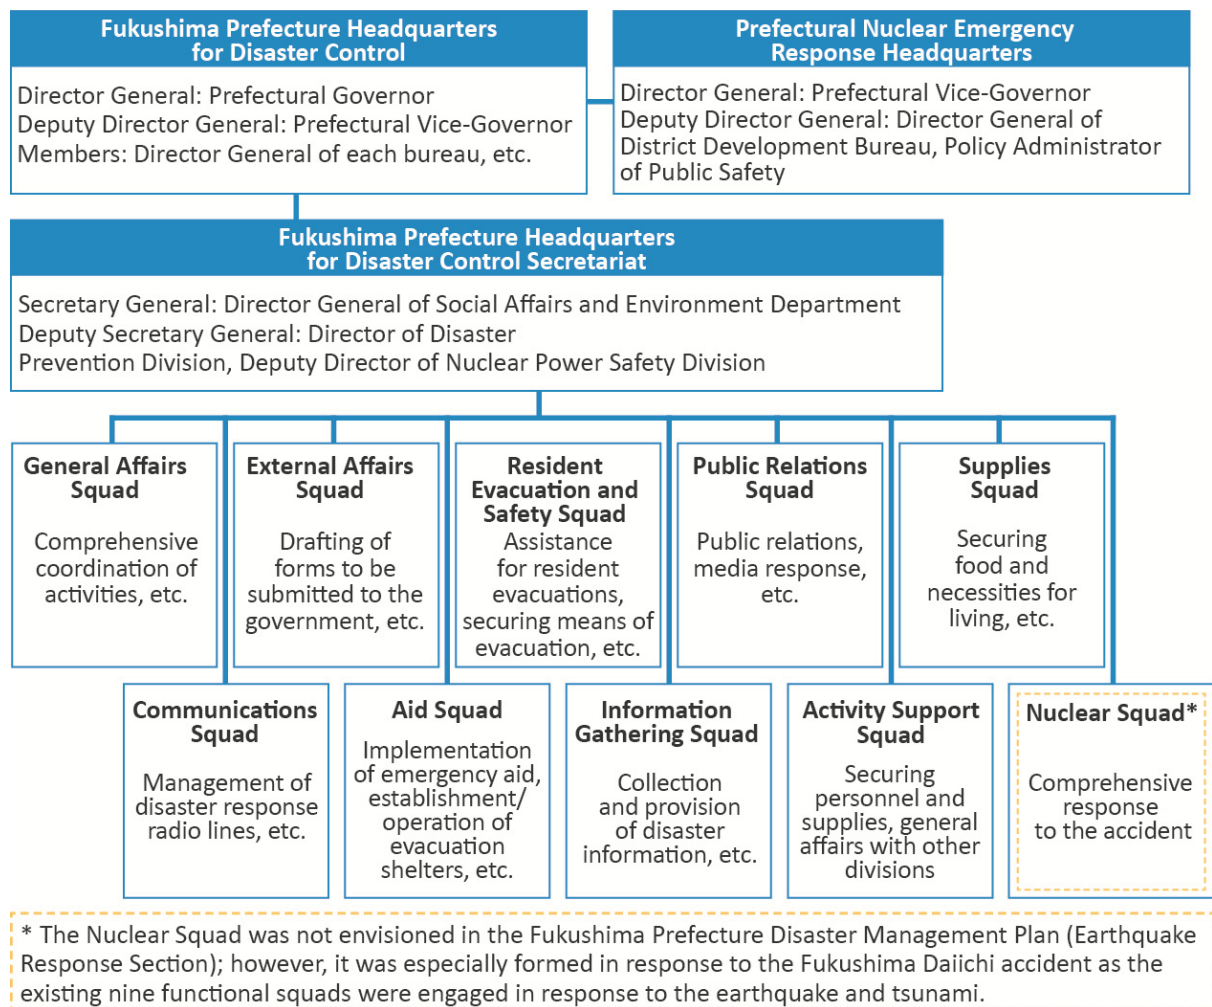 Fukushima Prefecture Headquarters
for Disaster Control
Director General: Prefectural Governor
Deputy Director General: Prefectural Vice-Governor
Members: Director General of each bureau, etc.
Prefectural Nuclear Emergency
Response Headquarters
Director General: Prefectural Vice-Governor
Deputy Director General: Director General of
District Development Bureau, Policy Administrator
of Public Safety
Fukushima Prefecture Headquarters
for Disaster Control Secretariat
Secretary General: Director General of Social Affairs and Environment Department
Deputy Secretary General: Director of Disaster
Prevention Division, Deputy Director of Nuclear Power Safety Division
General Affairs
Squad
Comprehensive
coordination of
activities, etc.
External Affairs
Squad
Drafting of
forms to be
submitted to the
government, etc.
Resident
Evacuation and
Safety Squad
Assistance
for resident
evacuations,
securing means of
evacuation, etc.
Public Relations
Squad
Public relations,
media response,
etc.
Supplies
Squad
Securing
food and
necessities for
living, etc.
Communications
Squad
Management of
disaster response
radio lines, etc.
Aid Squad
Implementation
of emergency aid,
establishment/
operation of
evacuation
shelters, etc.
Information
Gathering Squad
Collection
and provision
of disaster
information, etc.
Activity Support
Squad
Securing
personnel and
supplies, general
affairs with other
divisions
Nuclear Squad*
Comprehensive
response
to the accident
* The Nuclear Squad was not envisioned in the Fukushima Prefecture Disaster Management Plan (Earthquake
Response Section); however, it was especially formed in response to the Fukushima Daiichi accident as the
existing nine functional squads were engaged in response to the earthquake and tsunami.